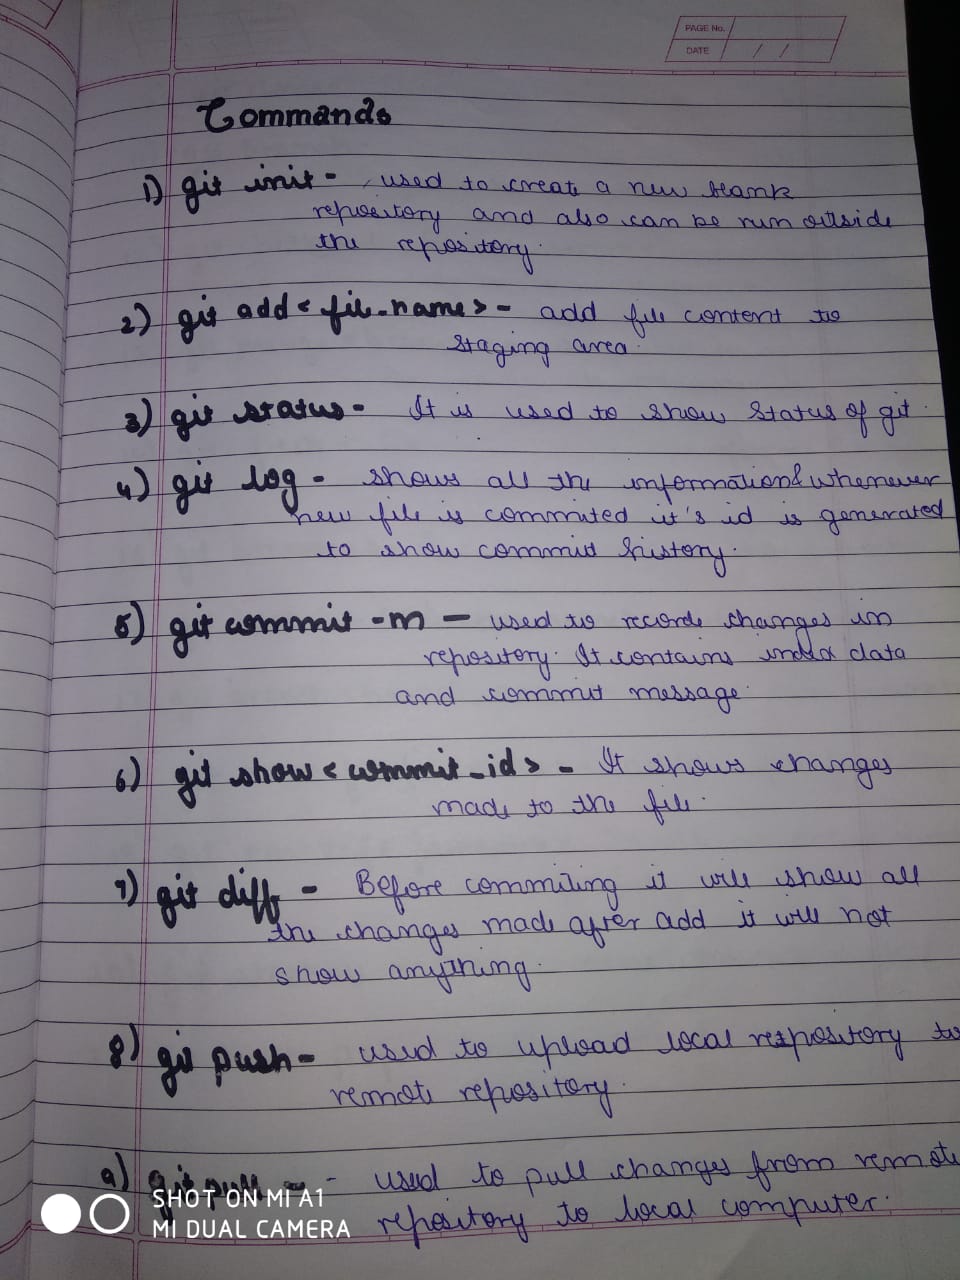 PAGE No.
DATE / /
Commands
1) git init - used to create a new blank
repository and also can be run outside
the repository.
2) git add < file-name > - add file content to
staging area.
3) git status - It is used to show status of git.
4) git log - shows all the information & whenever
new file is commited it's id is generated
to show commit history.
5) git commit -m - used to record changes in
repository. It contains index data
and commit message.
6) git show < commit_id > - It shows changes
made to the file.
7) git diff - Before commiting it will show all
the changes made after add it will not
show anything.
8) git push - used to upload local repository to
remote repository.
9) git pull - used to pull changes from remote
repository to local computer.
SHOT ON MI A1
MI DUAL CAMERA